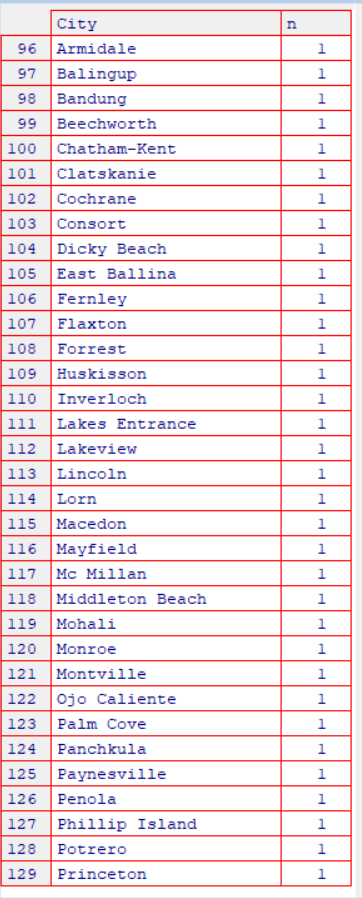 City n
96 Armidale 1
97 Balingup 1
98 Bandung 1
99 Beechworth 1
100 Chatham-Kent 1
101 Clatskanie 1
102 Cochrane 1
103 Consort 1
104 Dicky Beach 1
105 East Ballina 1
106 Fernley 1
107 Flaxton 1
108 Forrest 1
109 Huskisson 1
110 Inverloch 1
111 Lakes Entrance 1
112 Lakeview 1
113 Lincoln 1
114 Lorn 1
115 Macedon 1
116 Mayfield 1
117 Mc Millan 1
118 Middleton Beach 1
119 Mohali 1
120 Monroe 1
121 Montville 1
122 Ojo Caliente 1
123 Palm Cove 1
124 Panchkula 1
125 Paynesville 1
126 Penola 1
127 Phillip Island 1
128 Potrero 1
129 Princeton 1